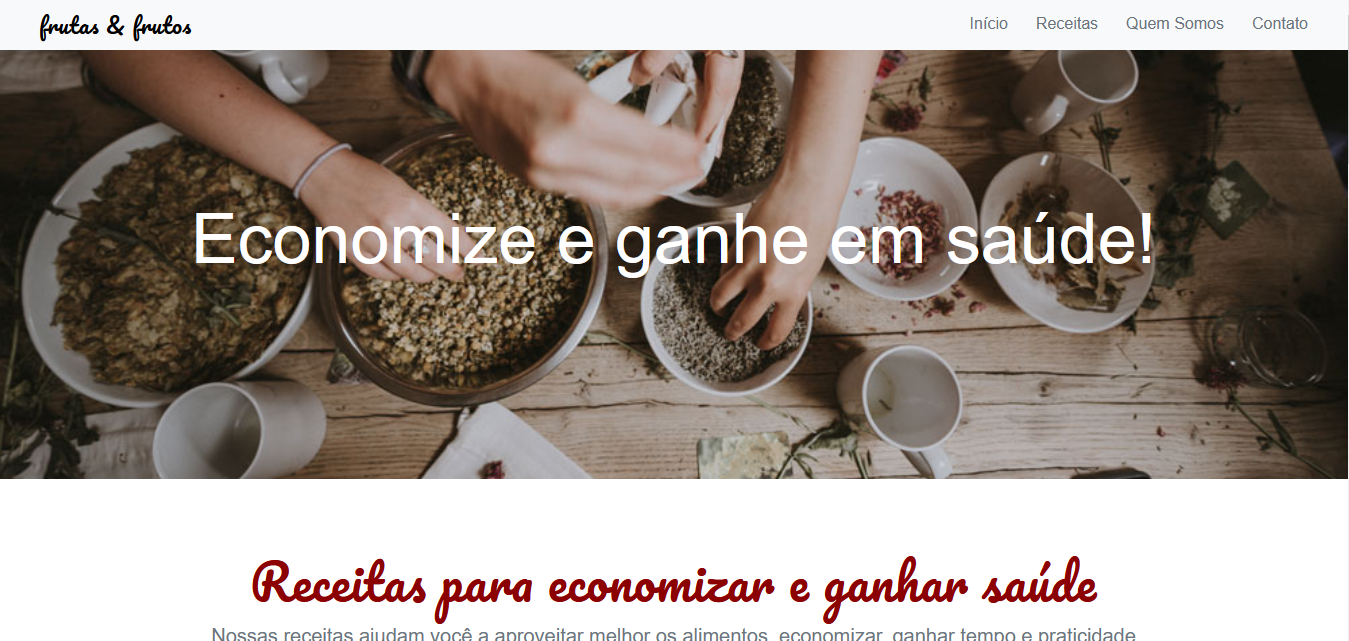 frutas & frutos
Início Receitas Quem Somos Contato
Economize e ganhe em saúde!
Receitas para economizar e ganhar saúde
Nossas receitas ajudam você a aproveitar melhor os alimentos, economizar, ganhar tempo e praticidade